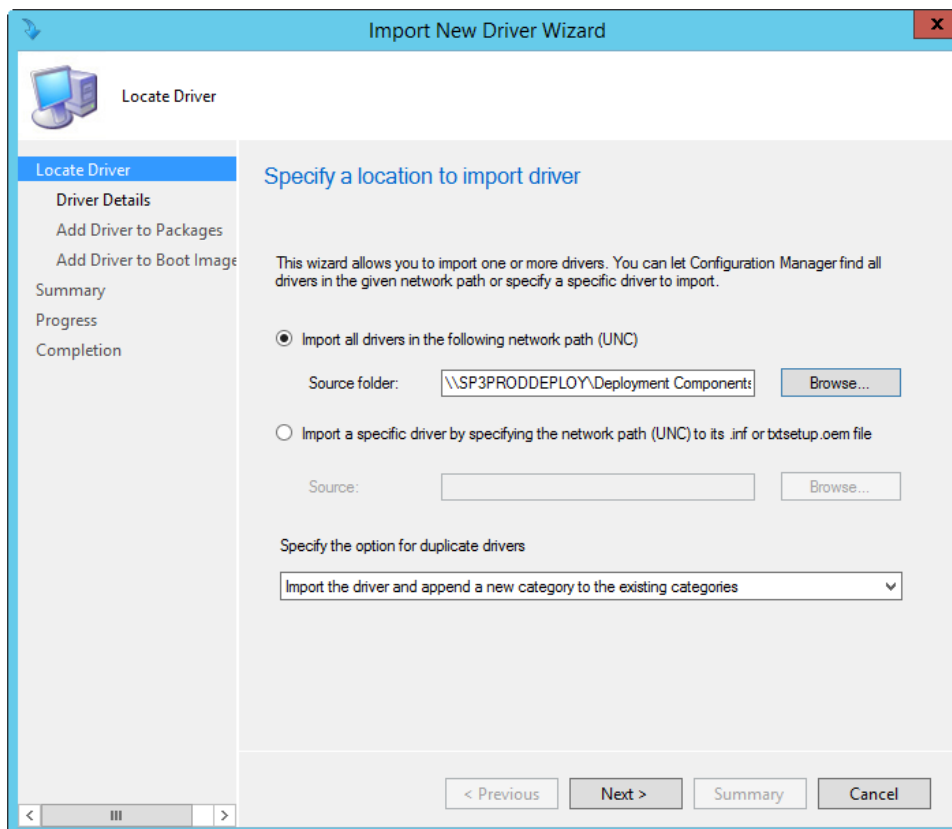 Import New Driver Wizard
x
Locate Driver
Locate Driver
Driver Details
Add Driver to Packages
Add Driver to Boot Image
Summary
Progress
Completion
Specify a location to import driver
This wizard allows you to import one or more drivers. You can let Configuration Manager find all
drivers in the given network path or specify a specific driver to import.
Import all drivers in the following network path (UNC)
Source folder: \\SP3PRODDEPLOY\Deployment Components Browse...
Import a specific driver by specifying the network path (UNC) to its .inf or txtsetup.oem file
Source: Browse...
Specify the option for duplicate drivers
Import the driver and append a new category to the existing categories
< Previous Next > Summary Cancel